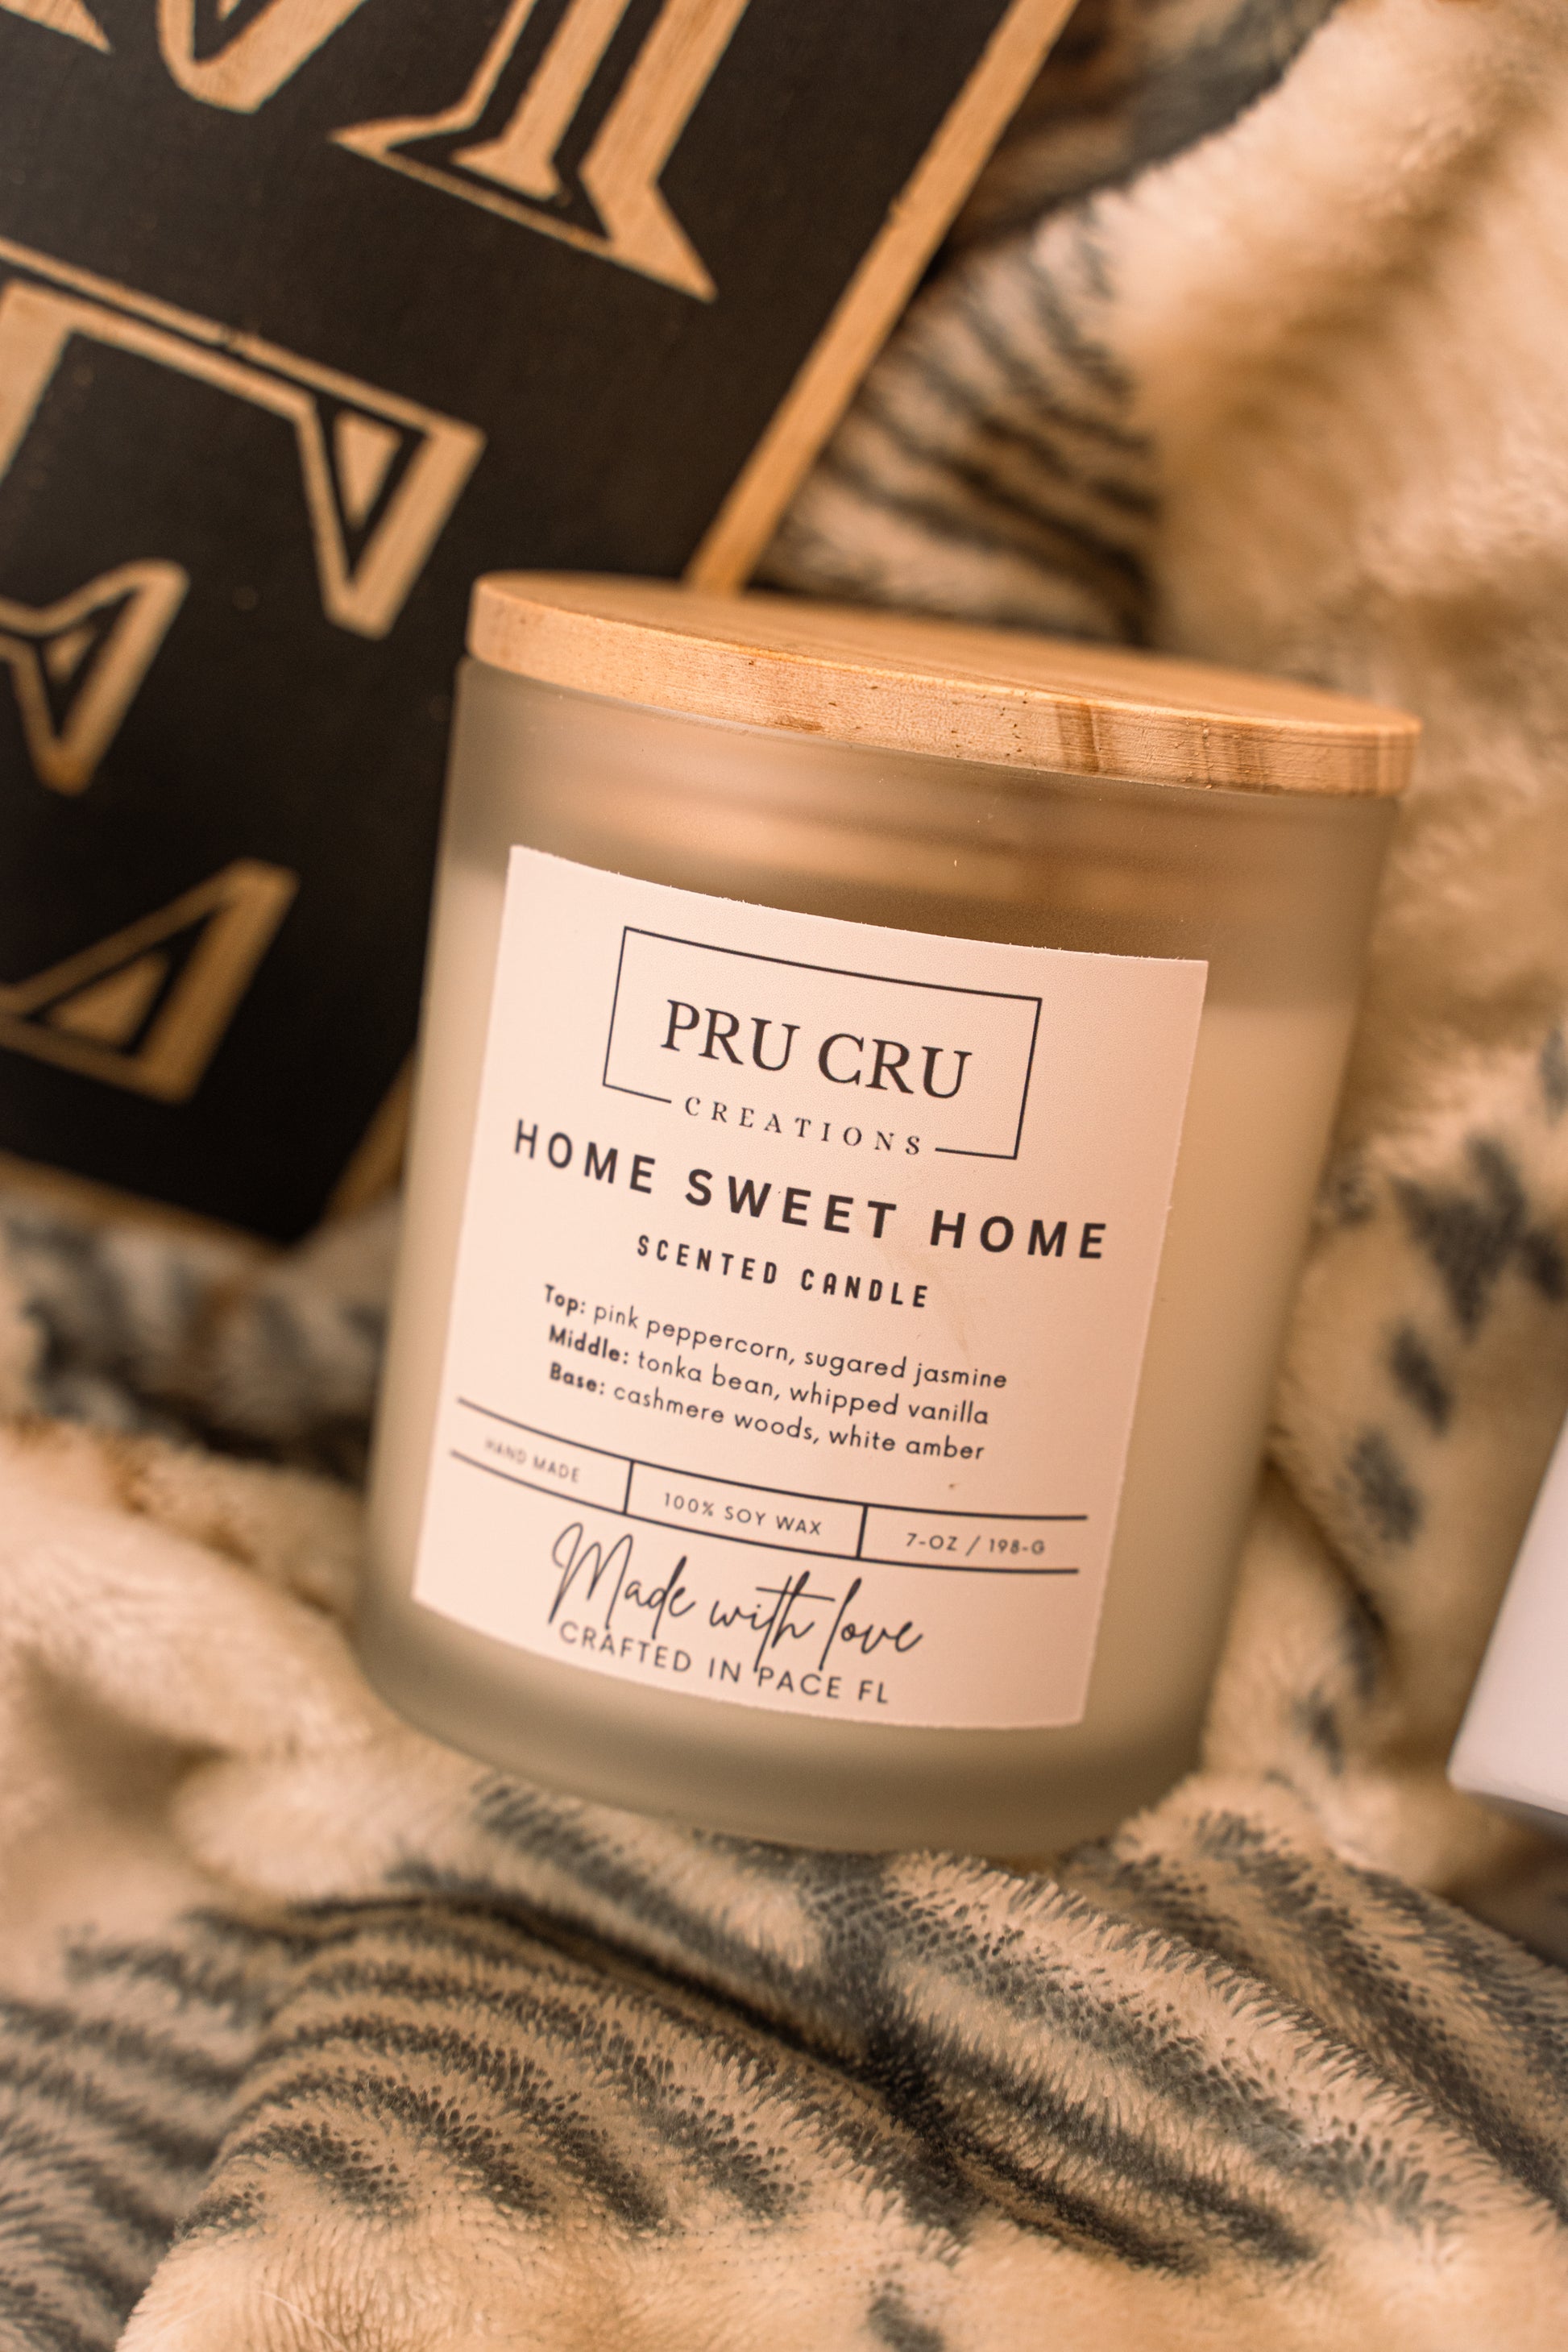 PRU CRU
CREATIONS
HOME SWEET HOME
SCENTED CANDLE
Top: pink peppercorn, sugared jasmine
Middle: tonka bean, whipped vanilla
Base: cashmere woods, white amber
HAND MADE
100% SOY WAX
7-OZ / 198-G
Made with love
CRAFTED IN PACE FL